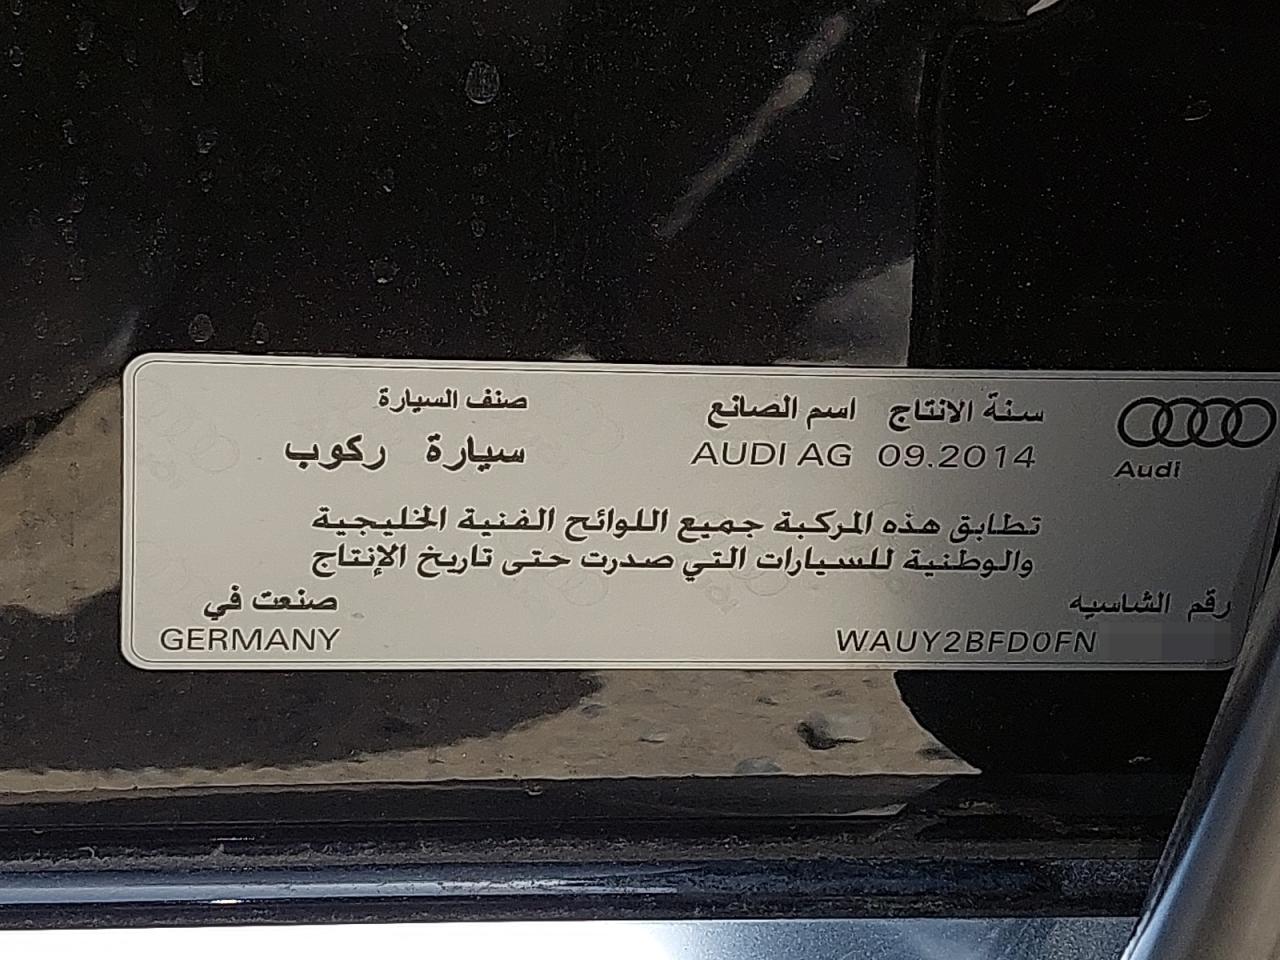 سنة الانتاج اسم الصانع صنف السيارة
Audi 09.2014 AUDI AG سيارة ركوب
تطابق هذه المركبة جميع اللوائح الفنية الخليجية
والوطنية للسيارات التي صدرت حتى تاريخ الإنتاج
رقم الشاسيه صنعت في
WAUY2BFD0FN GERMANY